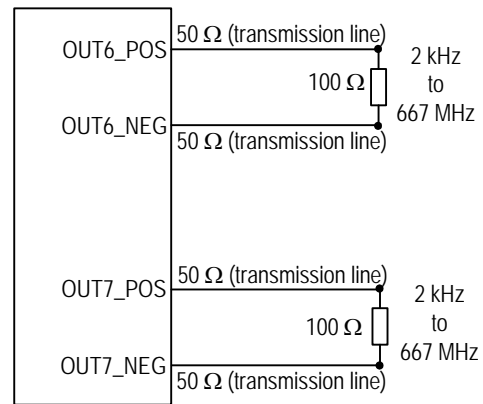 50 Ω (transmission line)
OUT6_POS
2 kHz
100 Ω
to
667 MHz
OUT6_NEG
50 Ω (transmission line)
50 Ω (transmission line)
OUT7_POS
2 kHz
100 Ω
to
667 MHz
OUT7_NEG
50 Ω (transmission line)